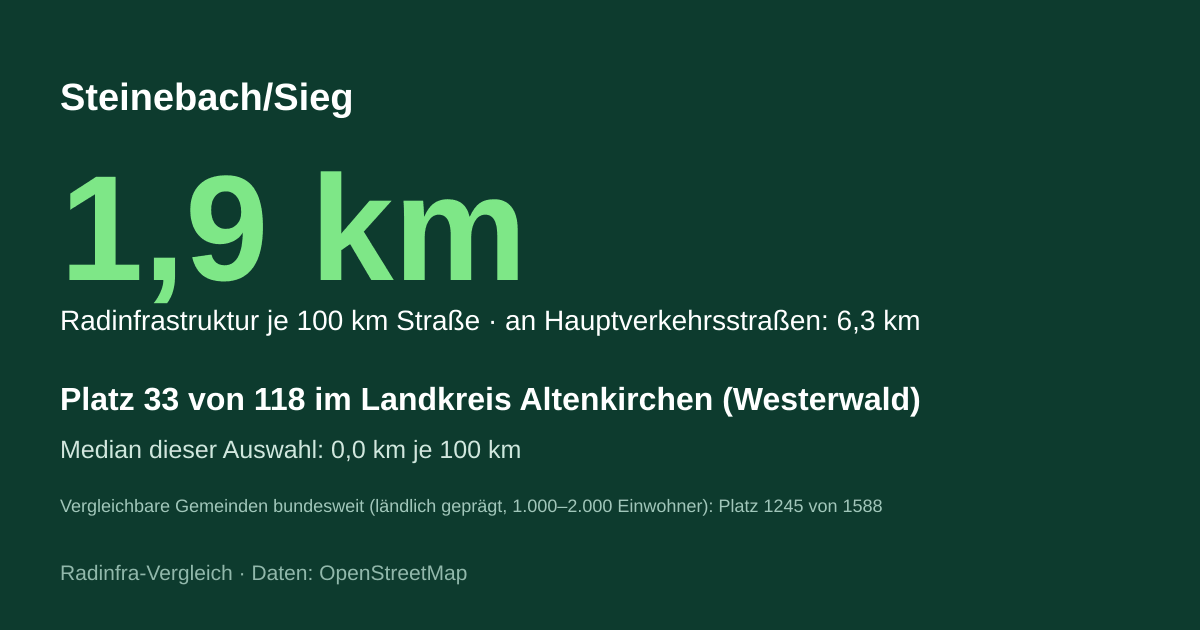 Steinebach/Sieg
1,9 km
Radinfrastruktur je 100 km Straße · an Hauptverkehrsstraßen: 6,3 km
Platz 33 von 118 im Landkreis Altenkirchen (Westerwald)
Median dieser Auswahl: 0,0 km je 100 km
Vergleichbare Gemeinden bundesweit (ländlich geprägt, 1.000–2.000 Einwohner): Platz 1245 von 1588
Radinfra-Vergleich · Daten: OpenStreetMap